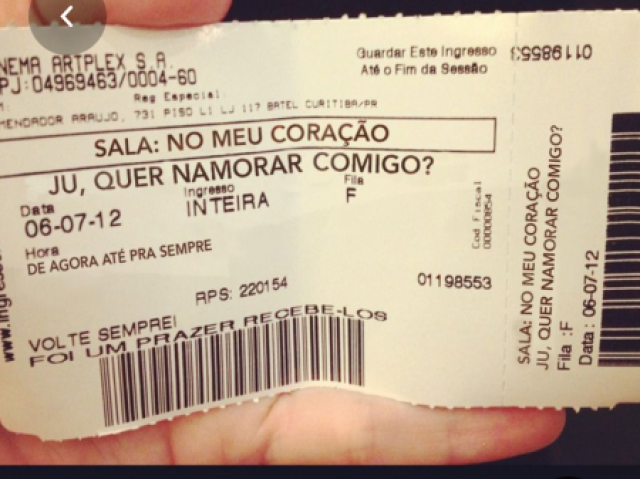 NEMA ARTPLEX S.A.
PJ: 04969463/0004-60
Reg Especial:
MENDADOR ARAUJO, 731 PISO L1 LJ 117 BATEL CURITIBA/PR
Guardar Este Ingresso
Até o Fim da Sessão
01198553
SALA: NO MEU CORAÇÃO
JU, QUER NAMORAR COMIGO?
Data
06-07-12
Ingresso
INTEIRA
Fila
F
Cod Fiscal
00000854
Hora
DE AGORA ATÉ PRA SEMPRE
RPS: 220154
01198553
VOLTE SEMPRE!
FOI UM PRAZER RECEBE-LOS
SALA: NO MEU CORAÇÃO
JU, QUER NAMORAR COMIGO?
Fila :F
Data : 06-07-12